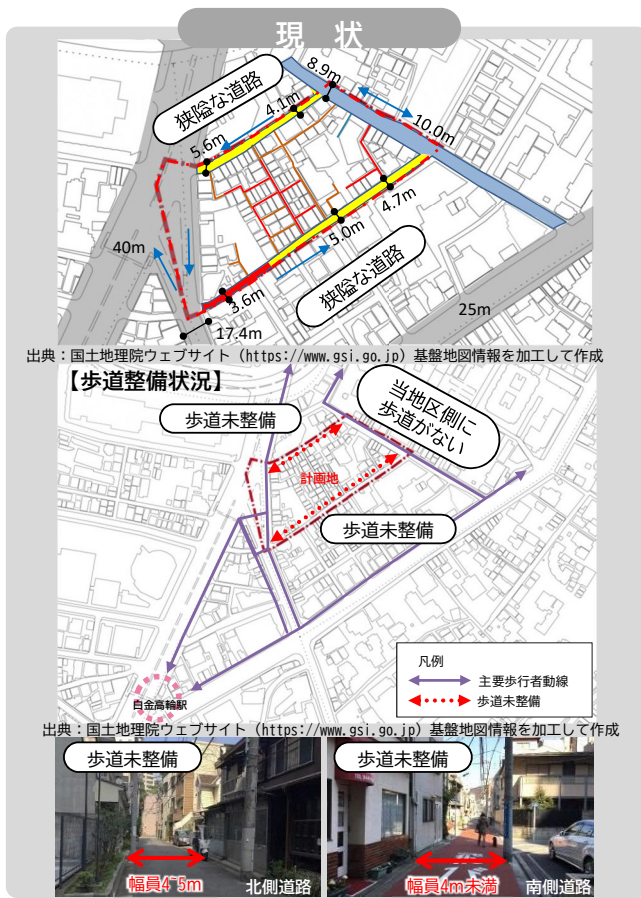 現 状
狭隘な道路
8.9m
4.1m
5.6m
10.0m
4.7m
5.0m
40m
3.6m
狭隘な道路
17.4m
25m
出典：国土地理院ウェブサイト（https://www.gsi.go.jp）基盤地図情報を加工して作成
【歩道整備状況】
歩道未整備
当地区側に
歩道がない
計画地
歩道未整備
凡例
主要歩行者動線
歩道未整備
白金高輪駅
出典：国土地理院ウェブサイト（https://www.gsi.go.jp）基盤地図情報を加工して作成
歩道未整備
幅員4~5m
北側道路
歩道未整備
幅員4m未満
南側道路